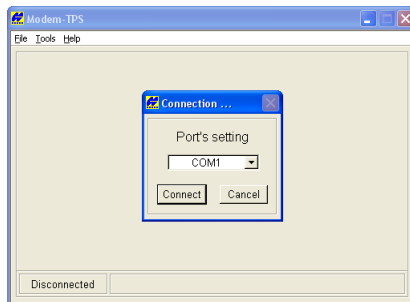 Modem-TPS
File Tools Help
Connection ...
Port's setting
COM1
Connect Cancel
Disconnected